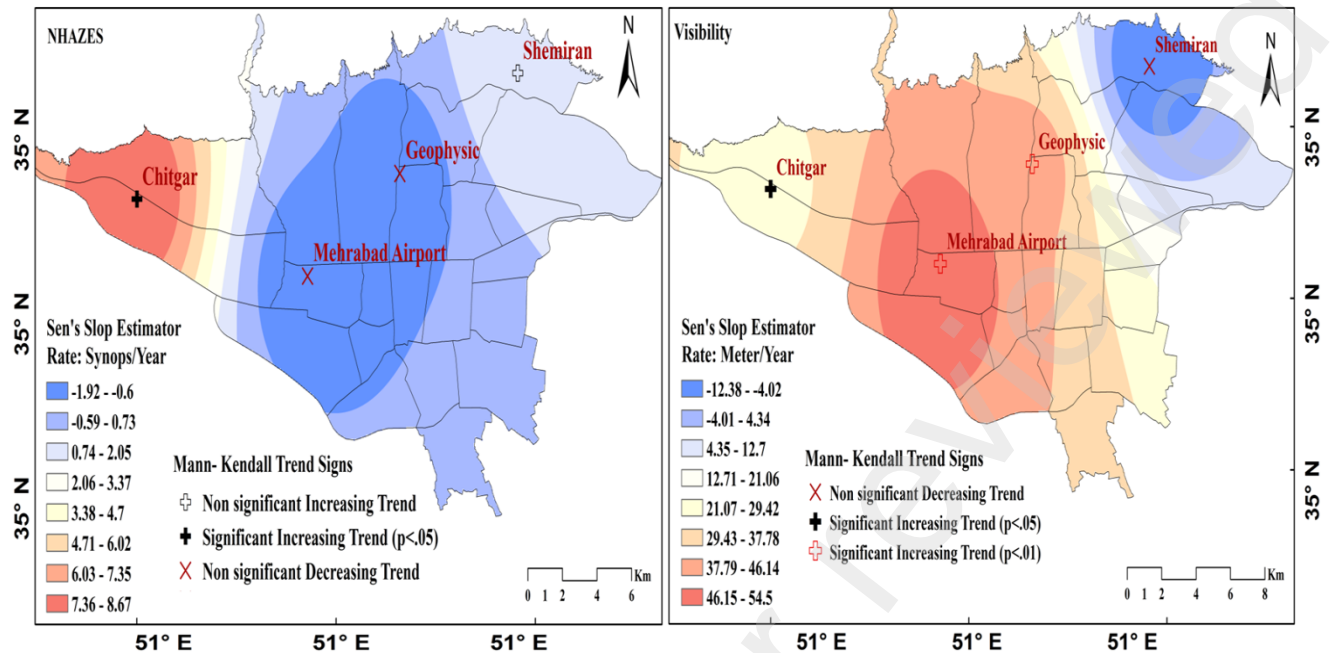 NHAZES
N
Shemiran
Geophysic
Chitgar
Mehrabad Airport
35° N
35° N
35° N
Sen's Slop Estimator
Rate: Synops/Year
-1.92 - -0.6
-0.59 - 0.73
0.74 - 2.05
2.06 - 3.37
3.38 - 4.7
4.71 - 6.02
6.03 - 7.35
7.36 - 8.67
Mann- Kendall Trend Signs
Non significant Increasing Trend
Significant Increasing Trend (p<.05)
Non significant Decreasing Trend
Km
0 2 4 6
51° E 51° E 51° E
Visibility
N
Shemiran
Geophysic
Chitgar
Mehrabad Airport
35° N
35° N
35° N
Sen's Slop Estimator
Rate: Meter/Year
-12.38 - -4.02
-4.01 - 4.34
4.35 - 12.7
12.71 - 21.06
21.07 - 29.42
29.43 - 37.78
37.79 - 46.14
46.15 - 54.5
Mann- Kendall Trend Signs
Non significant Decreasing Trend
Significant Increasing Trend (p<.05)
Significant Increasing Trend (p<.01)
Km
0 2 4 6 8
51° E 51° E 51° E
r reviewed